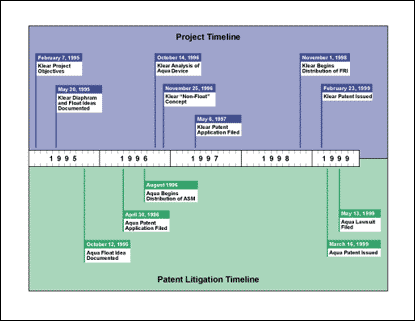 Project Timeline
February 7, 1995
Klear Project
Objectives
May 20, 1995
Klear Diaphram
and Float Ideas
Documented
October 14, 1996
Klear Analysis of
Aqua Device
November 25, 1996
Klear "Non-Float"
Concept
May 6, 1997
Klear Patent
Application Filed
November 1, 1998
Klear Begins
Distribution of FRI
February 23, 1999
Klear Patent Issued
1995
1996
1997
1998
1999
August 1996
Aqua Begins
Distribution of ASM
April 30, 1996
Aqua Patent
Application Filed
October 12, 1995
Aqua Float Idea
Documented
May 13, 1999
Aqua Lawsuit
Filed
March 16, 1999
Aqua Patent Issued
Patent Litigation Timeline